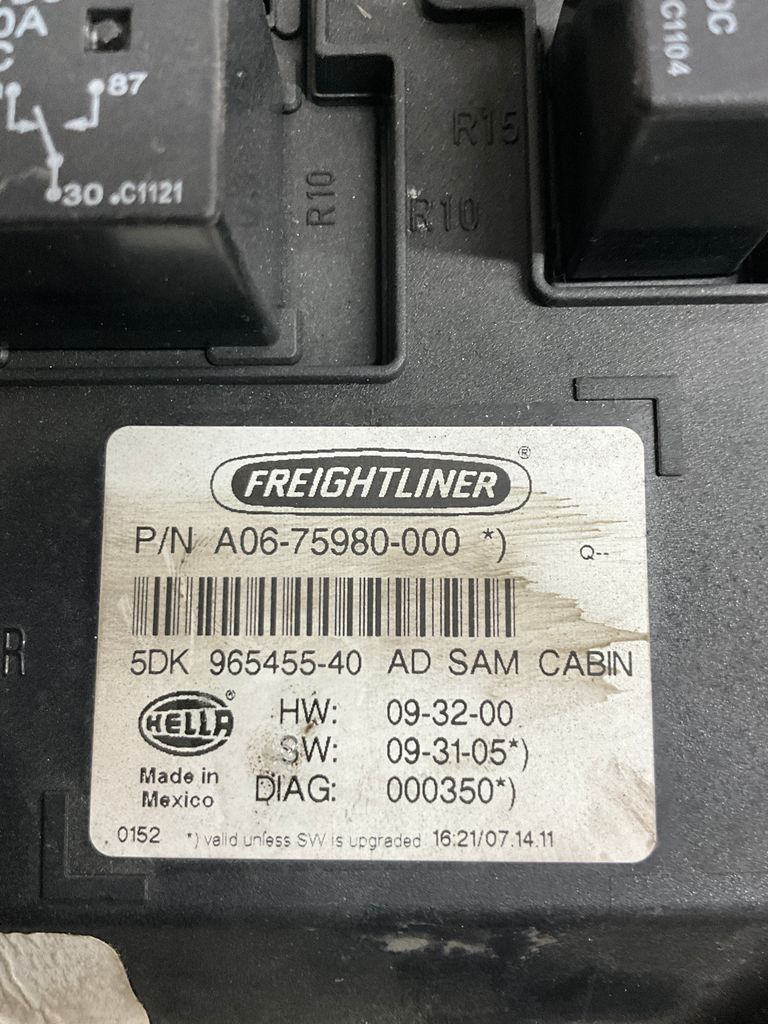 0A
C
87
30 .C1121
R10
R15
R10
DC
C1104
R
FREIGHTLINER ®
P/N A06-75980-000 *)
Q--
5DK 965455-40 AD SAM CABIN
HELLA ®
Made in
Mexico
HW: 09-32-00
SW: 09-31-05*)
DIAG: 000350*)
0152 *) valid unless SW is upgraded 16:21/07.14.11